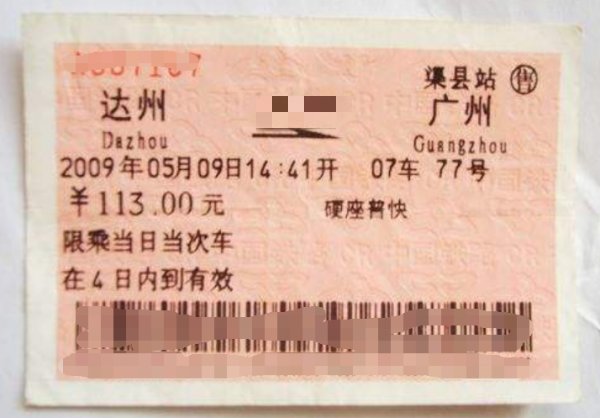 渠县站 售
达州 广州
Dazhou Guangzhou
2009年05月09日14:41开 07车 77号
¥113.00元 硬座普快
限乘当日当次车
在4日内到有效